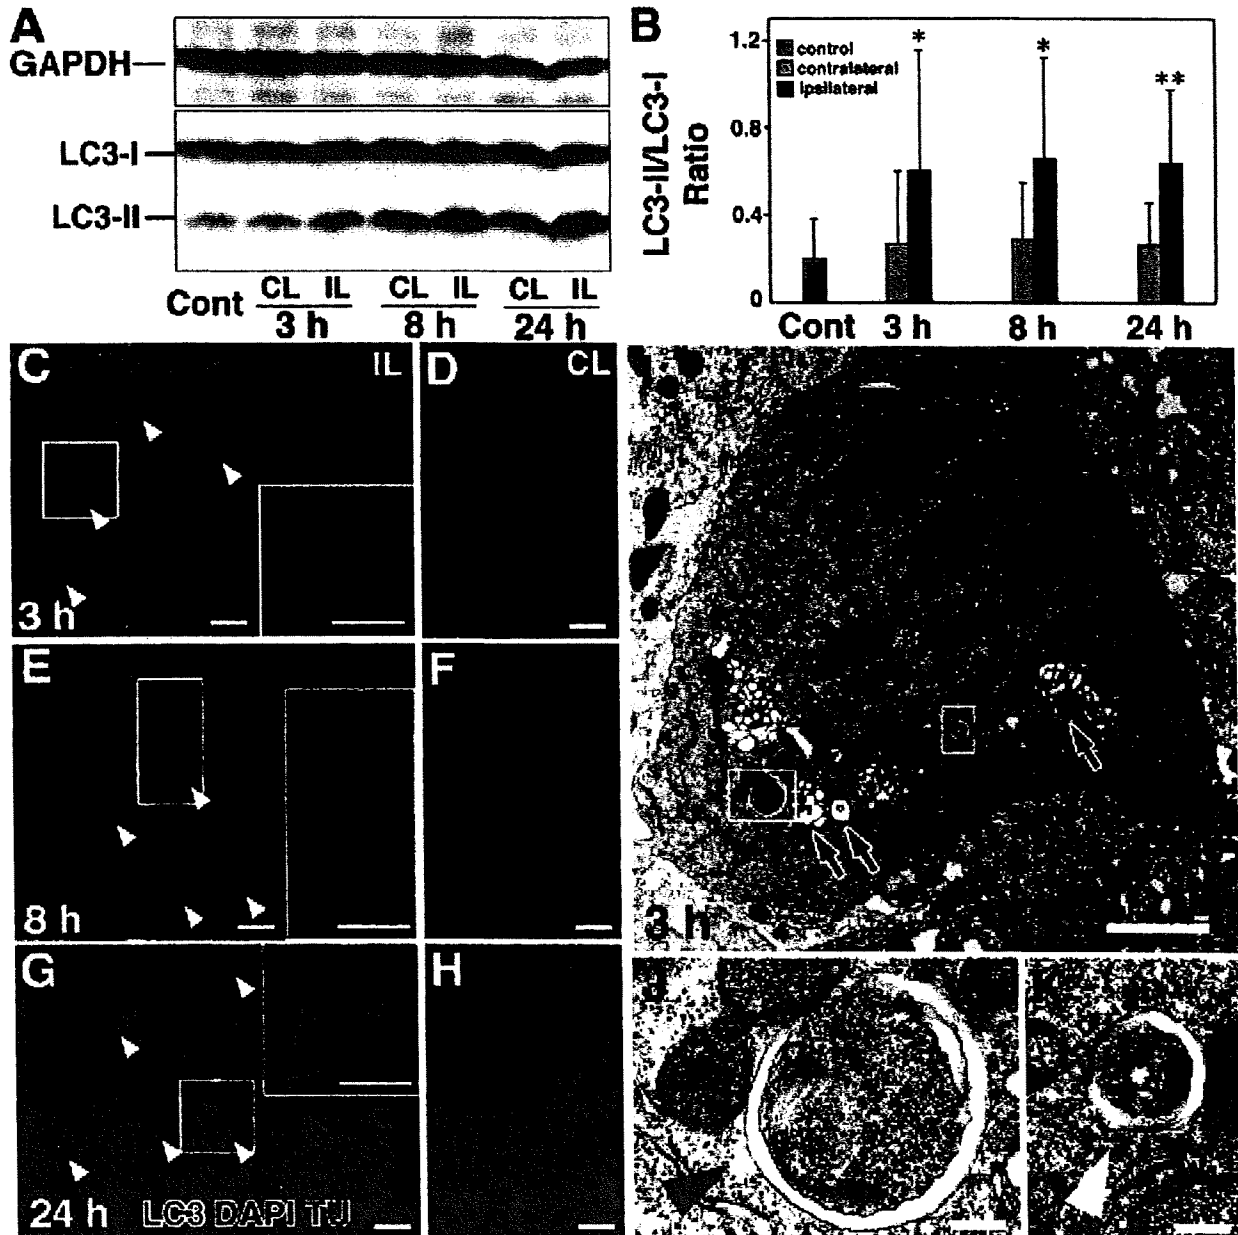 A
GAPDH
LC3-I
LC3-II
Cont CL IL CL IL CL IL
3 h 8 h 24 h
B
LC3-II/LC3-I
Ratio
1.2
0.8
0.4
0
control
contralateral
ipsilateral
* * **
Cont 3 h 8 h 24 h
C IL
3 h
D CL
E
8 h
F
G
24 h LC3 DAPI TU
H
3 h
J